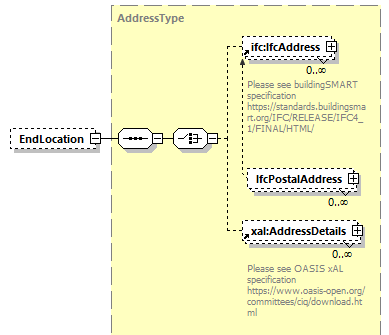 AddressType
ifc:IfcAddress
0..∞
Please see buildingSMART
specification
https://standards.buildingsma
rt.org/IFC/RELEASE/IFC4_
1/FINAL/HTML/
EndLocation
IfcPostalAddress
0..∞
xal:AddressDetails
0..∞
Please see OASIS xAL
specification
https://www.oasis-open.org/
committees/ciq/download.ht
ml